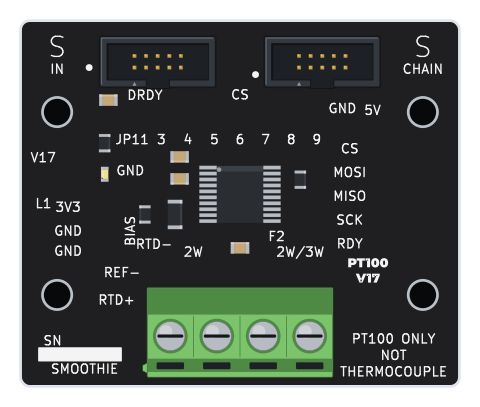 S
IN
S
CHAIN
DRDY
CS
GND 5V
JP11 3 4 5 6 7 8 9
CS
V17
GND
MOSI
MISO
L1 3V3
SCK
GND
BIAS
F2
GND
RTD-
2W
2W/3W
RDY
PT100
V17
REF-
RTD+
SN
SMOOTHIE
PT100 ONLY
NOT
THERMOCOUPLE